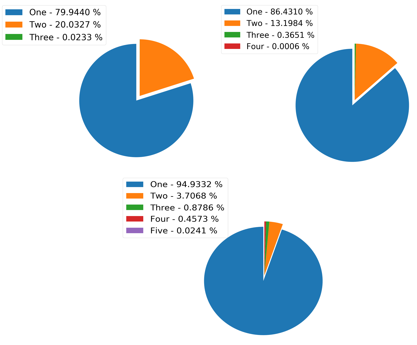 One - 79.9440 %
Two - 20.0327 %
Three - 0.0233 %
One - 86.4310 %
Two - 13.1984 %
Three - 0.3651 %
Four - 0.0006 %
One - 94.9332 %
Two - 3.7068 %
Three - 0.8786 %
Four - 0.4573 %
Five - 0.0241 %